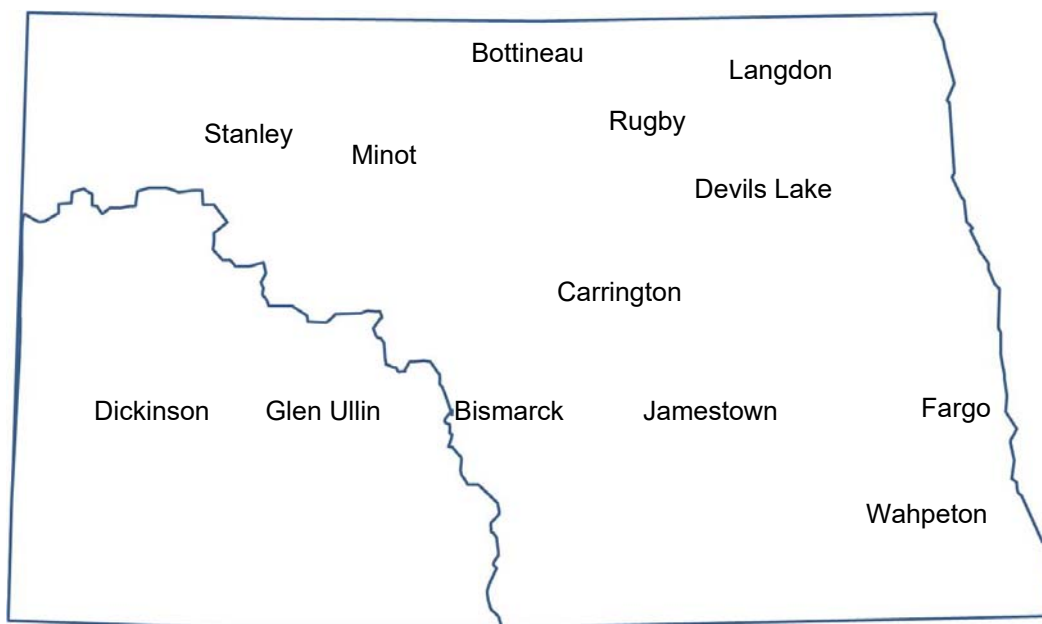 Bottineau
Langdon
Rugby
Stanley
Minot
Devils Lake
Carrington
Dickinson
Glen Ullin
Bismarck
Jamestown
Fargo
Wahpeton